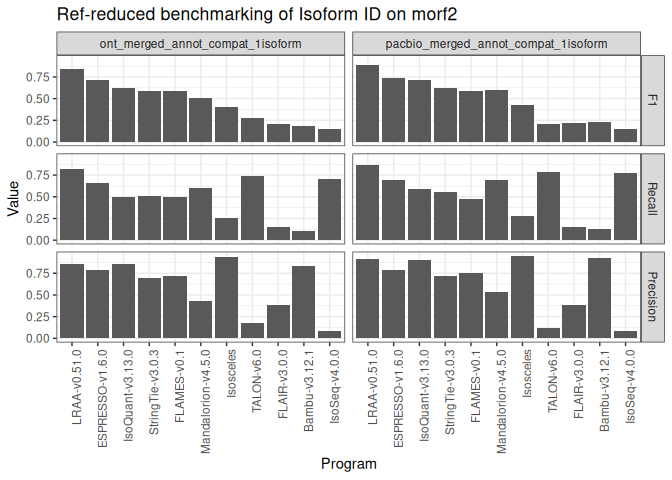 Ref-reduced benchmarking of Isoform ID on morf2
ont_merged_annot_compat_1isoform
pacbio_merged_annot_compat_1isoform
0.75
0.50
0.25
0.00
F1
0.75
0.50
0.25
0.00
Recall
0.75
0.50
0.25
0.00
Precision
Value
LRAA-v0.51.0
ESPRESSO-v1.6.0
IsoQuant-v3.13.0
StringTie-v3.0.3
FLAMES-v0.1
Mandalorion-v4.5.0
Isosceles
TALON-v6.0
FLAIR-v3.0.0
Bambu-v3.12.1
IsoSeq-v4.0.0
LRAA-v0.51.0
ESPRESSO-v1.6.0
IsoQuant-v3.13.0
StringTie-v3.0.3
FLAMES-v0.1
Mandalorion-v4.5.0
Isosceles
TALON-v6.0
FLAIR-v3.0.0
Bambu-v3.12.1
IsoSeq-v4.0.0
Program